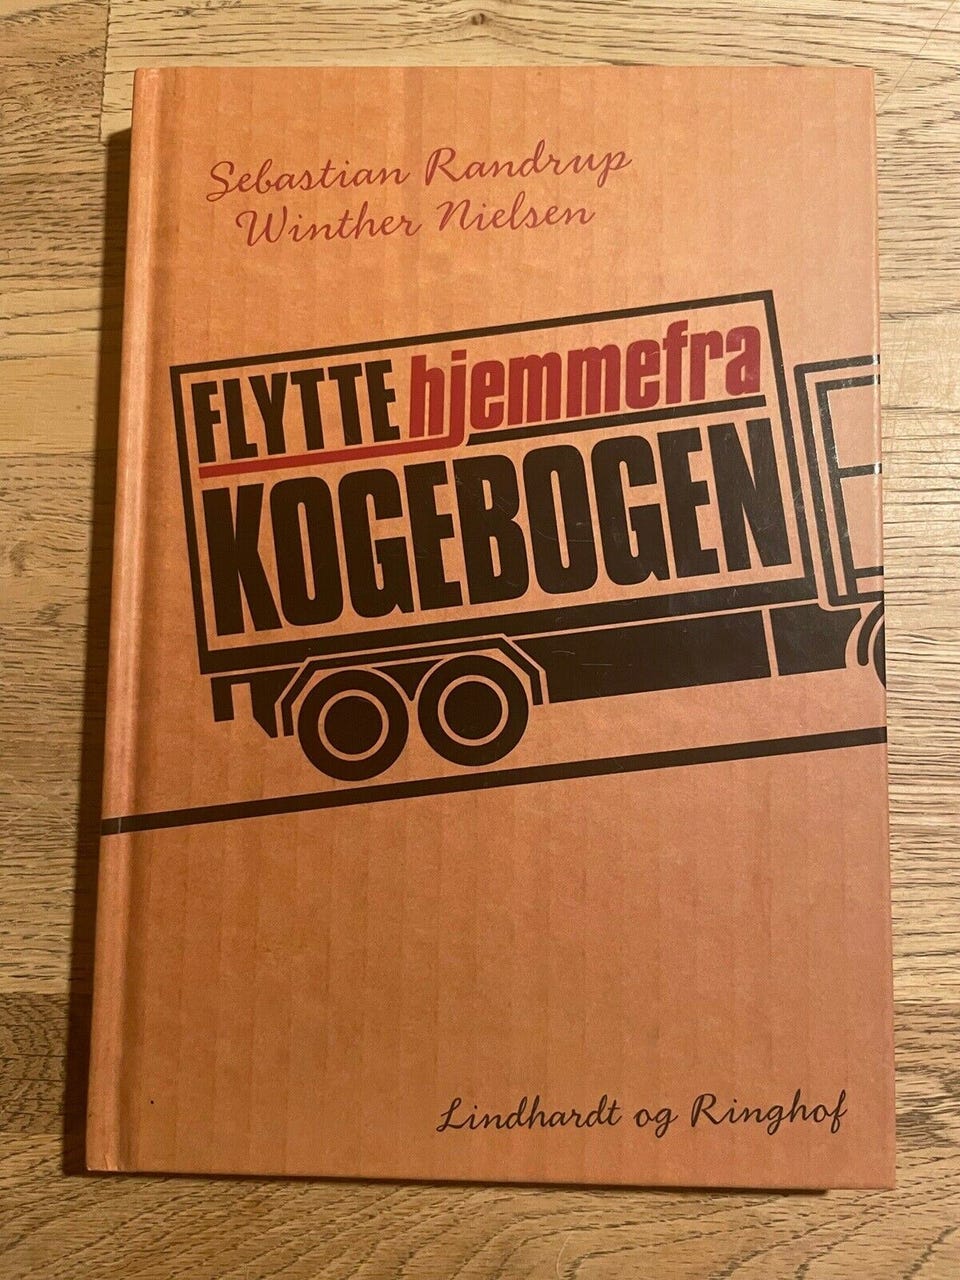 Sebastian Randrup
Winther Nielsen
FLYTTE hjemmefra
KOGEBOGEN
Lindhardt og Ringhof